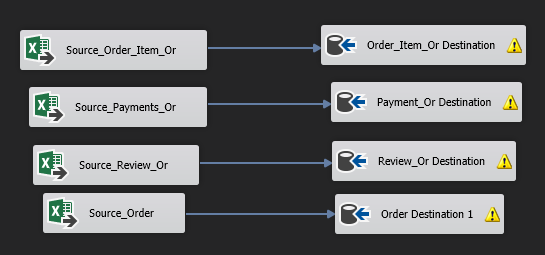 Source_Order_Item_Or
Order_Item_Or Destination
Source_Payments_Or
Payment_Or Destination
Source_Review_Or
Review_Or Destination
Source_Order
Order Destination 1